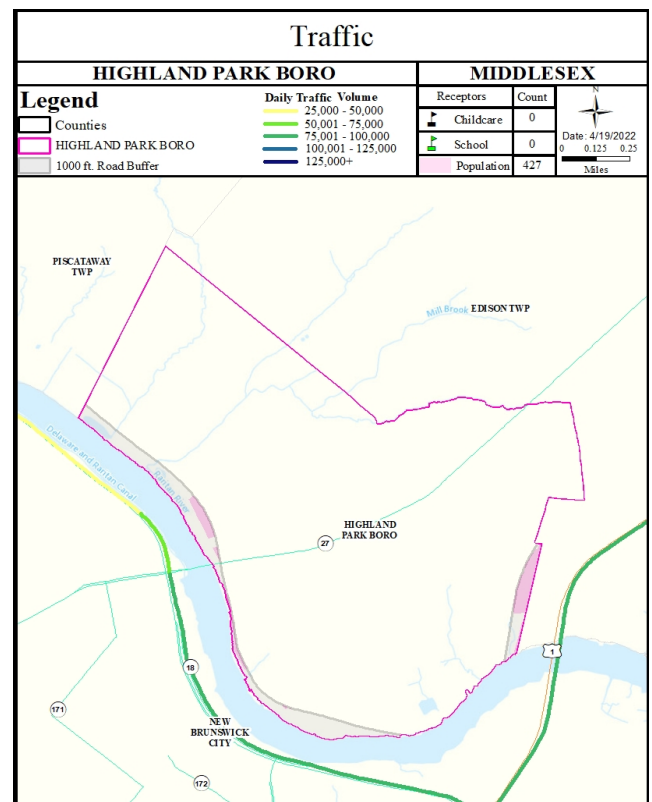 Traffic
HIGHLAND PARK BORO
MIDDLESEX
Legend
Counties
HIGHLAND PARK BORO
1000 ft. Road Buffer
Daily Traffic Volume
25,000 - 50,000
50,001 - 75,000
75,001 - 100,000
100,001 - 125,000
125,000+
Receptors Count
Childcare 0
School 0
Population 427
N
Date: 4/19/2022
0 0.125 0.25
Miles
PISCATAWAY
TWP
Mill Brook
EDISON TWP
Delaware and Raritan Canal
Raritan River
HIGHLAND
PARK BORO
27
1
18
171
NEW
BRUNSWICK
CITY
172